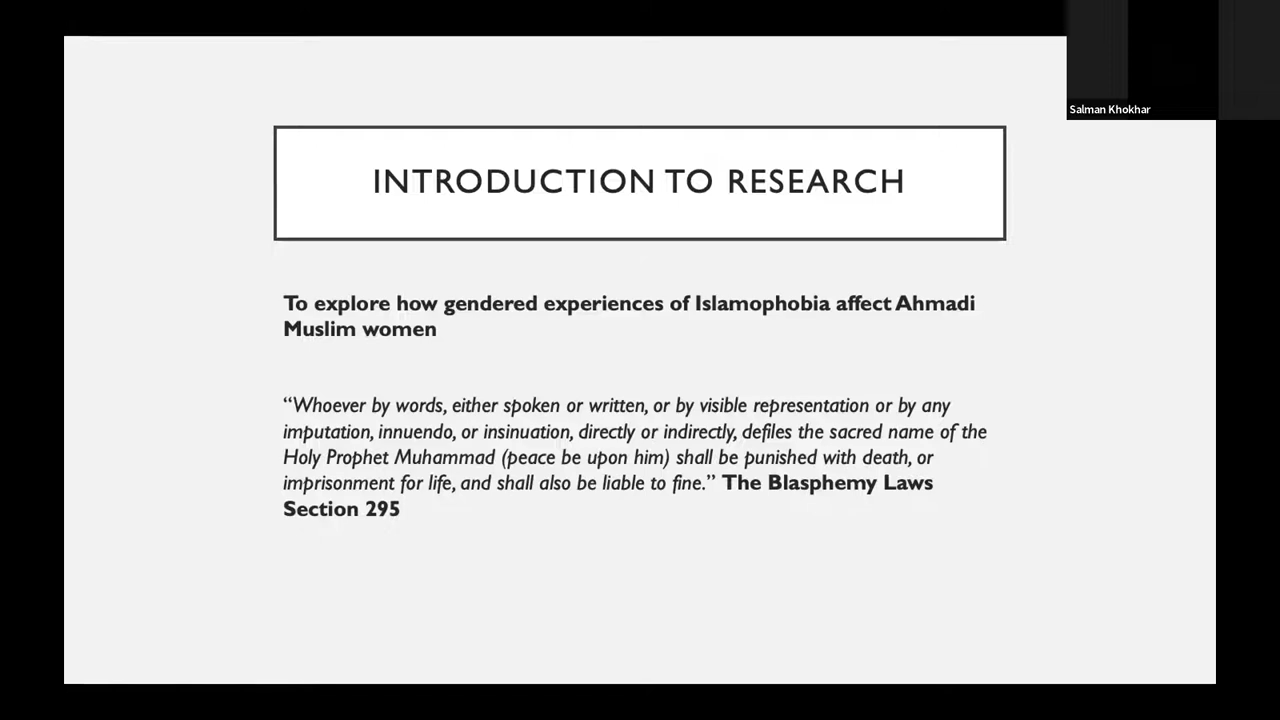 Salman Khokhar
INTRODUCTION TO RESEARCH
To explore how gendered experiences of Islamophobia affect Ahmadi
Muslim women
“Whoever by words, either spoken or written, or by visible representation or by any
imputation, innuendo, or insinuation, directly or indirectly, defiles the sacred name of the
Holy Prophet Muhammad (peace be upon him) shall be punished with death, or
imprisonment for life, and shall also be liable to fine.” The Blasphemy Laws
Section 295